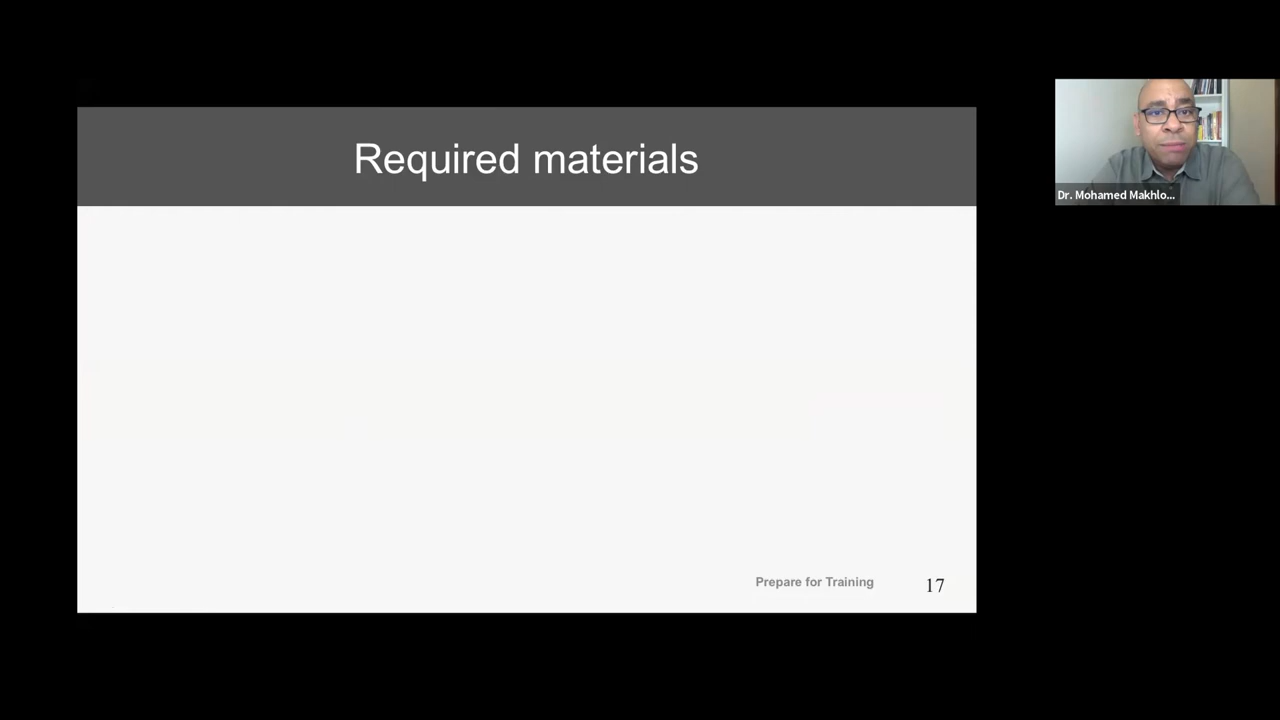 Required materials
Dr. Mohamed Makhlo...
Prepare for Training
17